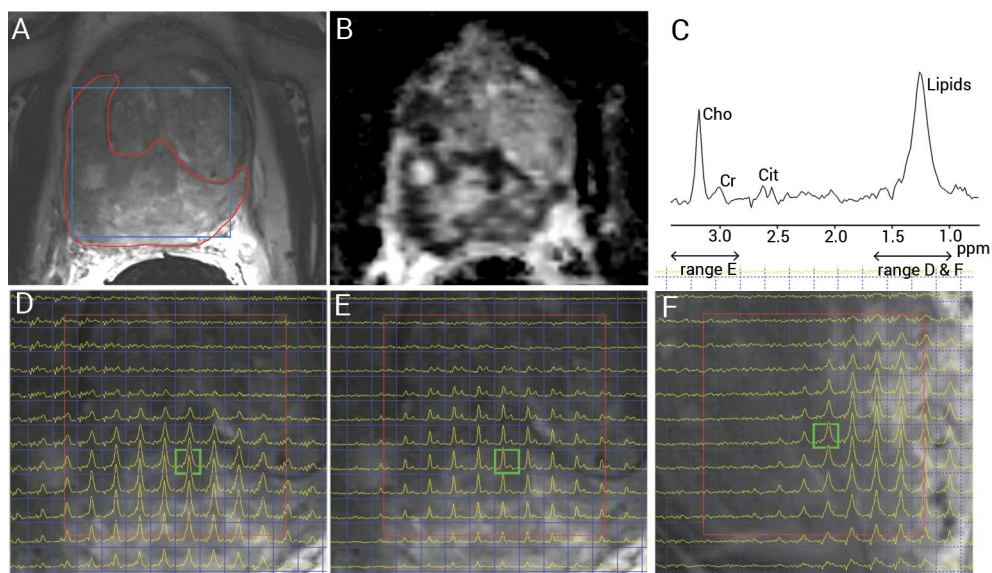 A
B
C
Cho
Cr
Cit
Lipids
3.0 2.5 2.0 1.5 1.0
ppm
range E
range D & F
D
E
F